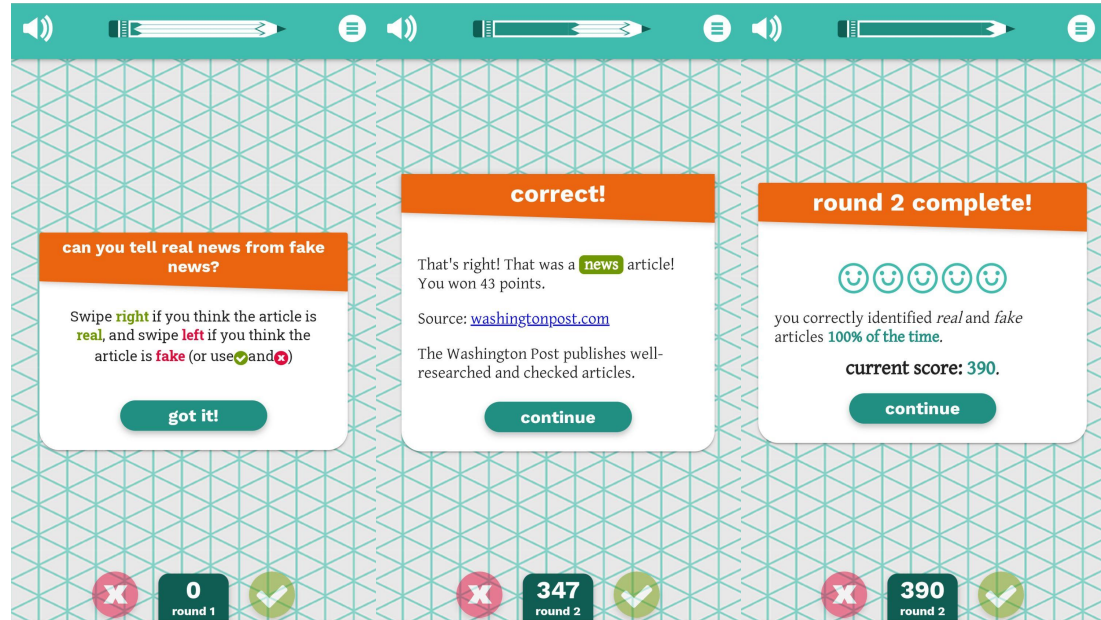 can you tell real news from fake
news?
Swipe right if you think the article is
real, and swipe left if you think the
article is fake (or use and )
got it!
0
round 1
correct!
That's right! That was a news article!
You won 43 points.
Source: washingtonpost.com
The Washington Post publishes well-
researched and checked articles.
continue
347
round 2
round 2 complete!
you correctly identified real and fake
articles 100% of the time.
current score: 390.
continue
390
round 2